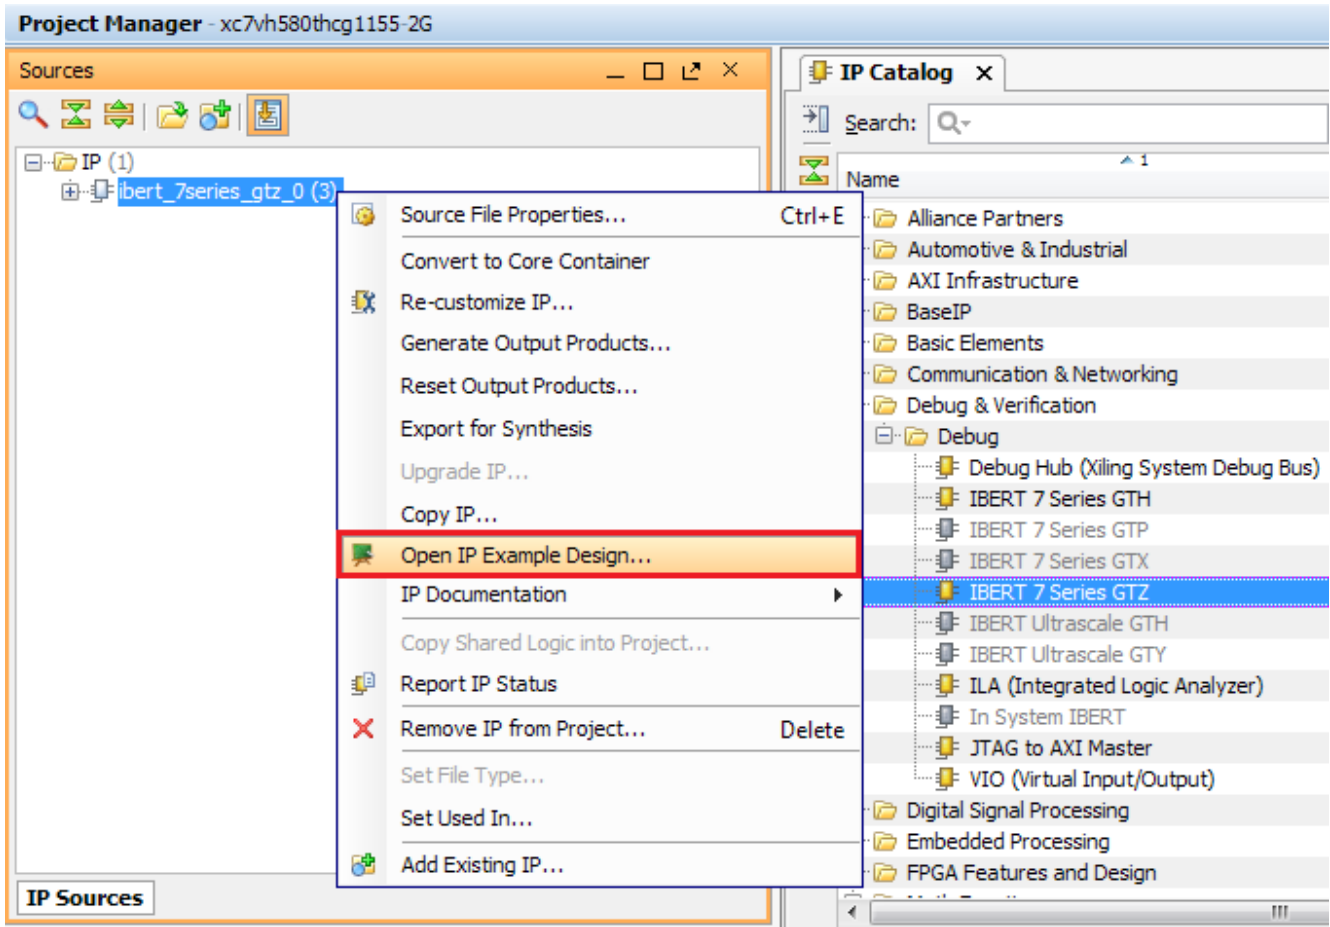 Project Manager - xc7vh580thcg1155-2G
Sources
IP (1)
ibert_7series_gtz_0 (3)
Source File Properties... Ctrl+E
Convert to Core Container
Re-customize IP...
Generate Output Products...
Reset Output Products...
Export for Synthesis
Upgrade IP...
Copy IP...
Open IP Example Design...
IP Documentation
Copy Shared Logic into Project...
Report IP Status
Remove IP from Project... Delete
Set File Type...
Set Used In...
Add Existing IP...
IP Sources
IP Catalog
Search:
1
Name
Alliance Partners
Automotive & Industrial
AXI Infrastructure
BaseIP
Basic Elements
Communication & Networking
Debug & Verification
Debug
Debug Hub (Xiling System Debug Bus)
IBERT 7 Series GTH
IBERT 7 Series GTP
IBERT 7 Series GTX
IBERT 7 Series GTZ
IBERT Ultrascale GTH
IBERT Ultrascale GTY
ILA (Integrated Logic Analyzer)
In System IBERT
JTAG to AXI Master
VIO (Virtual Input/Output)
Digital Signal Processing
Embedded Processing
FPGA Features and Design